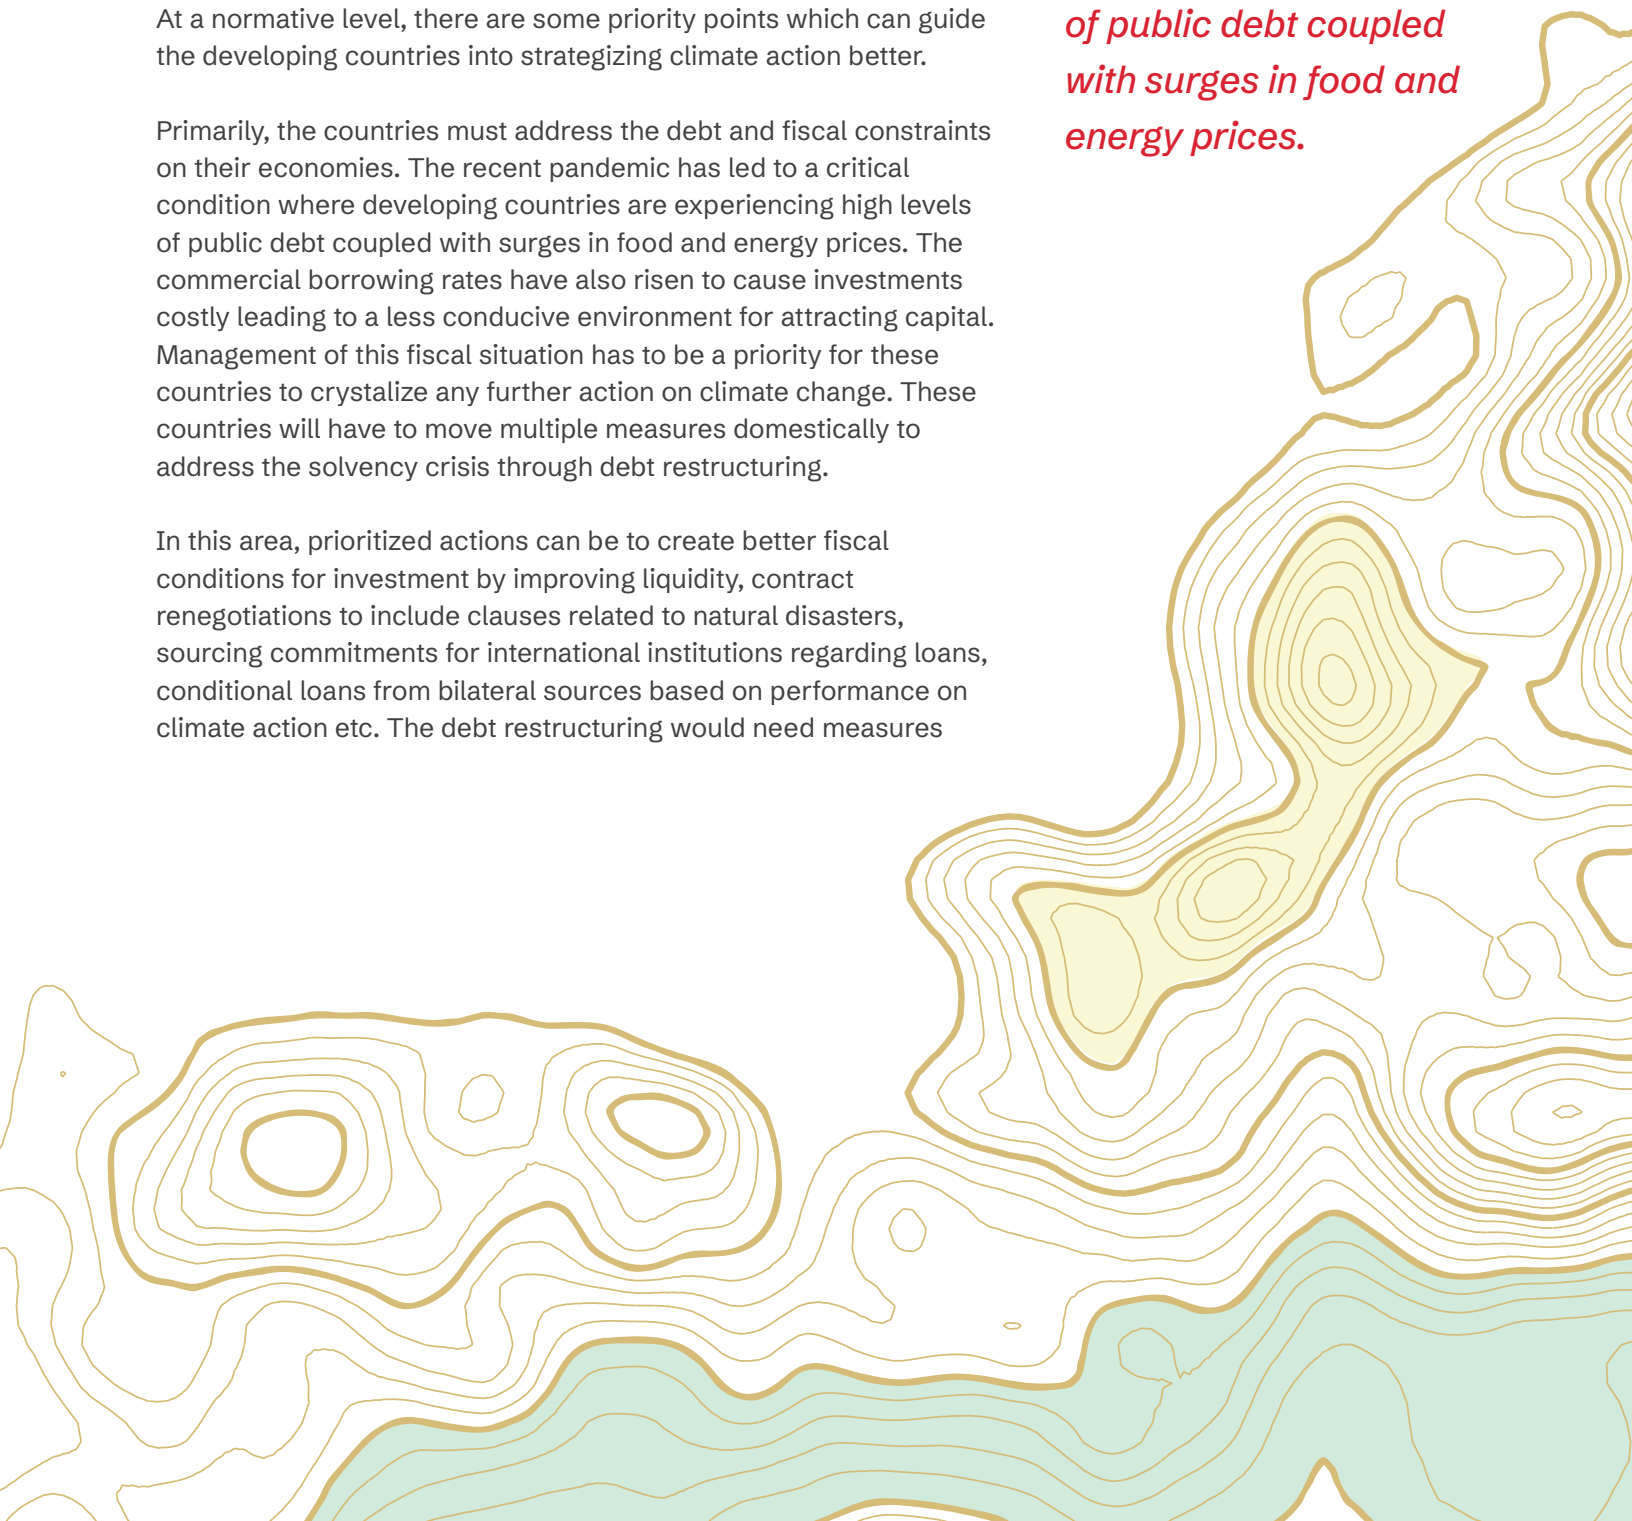 At a normative level, there are some priority points which can guide
the developing countries into strategizing climate action better.
Primarily, the countries must address the debt and fiscal constraints
on their economies. The recent pandemic has led to a critical
condition where developing countries are experiencing high levels
of public debt coupled with surges in food and energy prices. The
commercial borrowing rates have also risen to cause investments
costly leading to a less conducive environment for attracting capital.
Management of this fiscal situation has to be a priority for these
countries to crystalize any further action on climate change. These
countries will have to move multiple measures domestically to
address the solvency crisis through debt restructuring.
In this area, prioritized actions can be to create better fiscal
conditions for investment by improving liquidity, contract
renegotiations to include clauses related to natural disasters,
sourcing commitments for international institutions regarding loans,
conditional loans from bilateral sources based on performance on
climate action etc. The debt restructuring would need measures
of public debt coupled
with surges in food and
energy prices.